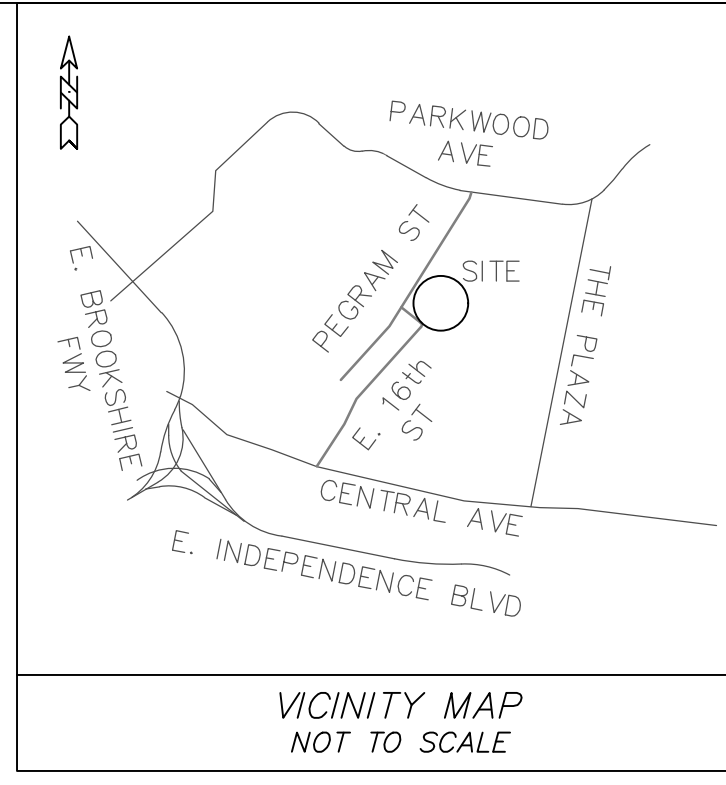 N
PARKWOOD
AVE
PEGRAM ST
SITE
E. BROOKSHIRE
FWY
THE PLAZA
E. 16th
ST
CENTRAL AVE
E. INDEPENDENCE BLVD
VICINITY MAP
NOT TO SCALE